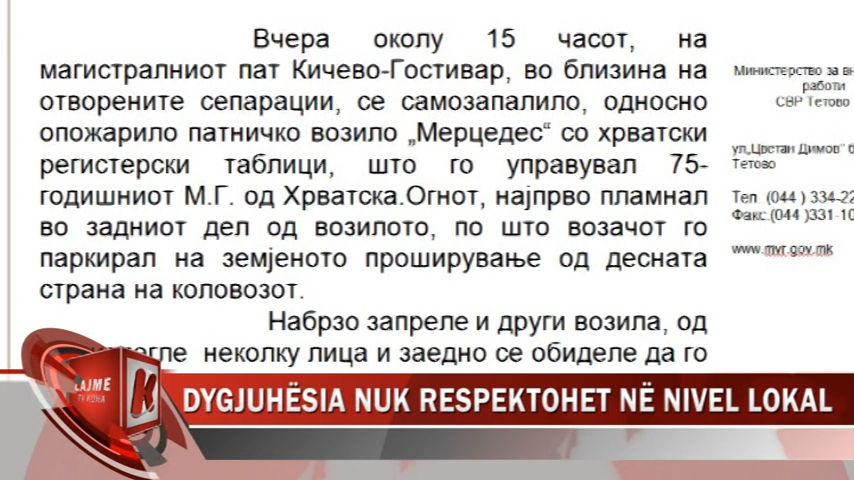 Вчера около 15 часот, на
магистралниот пат Кичево-Гостивар, во близина на
отворените сепарации, се самозапалило, односно
опожарило патничко возило „Мерцедес“ со хрватски
регистерски таблици, што го управувал 75-
годишниот М.Г. од Хрватска.Огнот, најпрво пламнал
во задниот дел од возилото, по што возачот го
паркирал на земјеното проширување од десната
страна на коловозот.
Набрзо запреле и други возила, од
неколку лица и заедно се обиделе да го
Министерство за вн
работи
СВР Тетово
ул„Цветан Димов" б
Тетово
Тел. (044 ) 334-22
Факс.(044 )331-10
www.mvr.gov.mk
LAJME
TV KOHA
K
DYGJUHËSIA NUK RESPEKTOHET NË NIVEL LOKAL